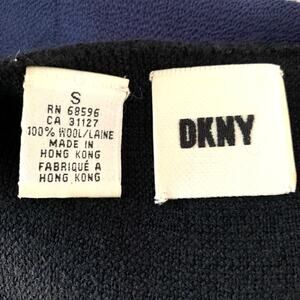 S
RN 68596
CA 31127
100% WOOL/LAINE
MADE IN
HONG KONG
FABRIQUÉ A
HONG KONG
DKNY